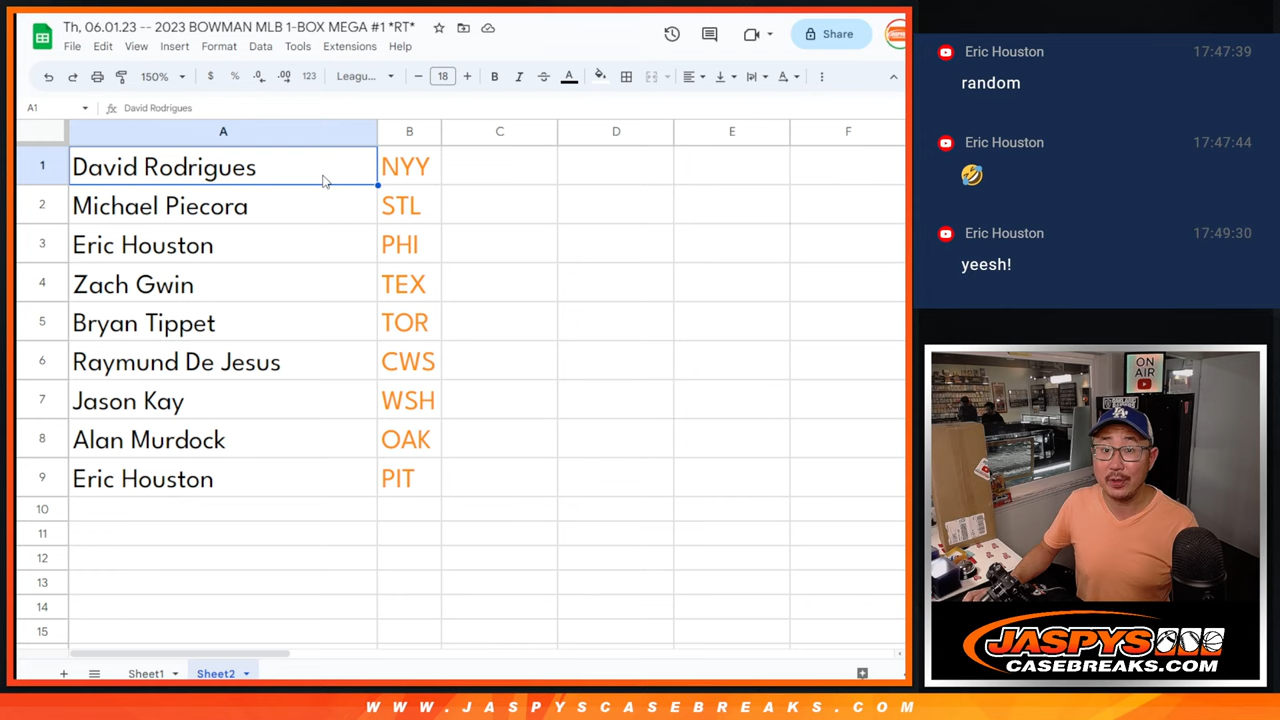 Th, 06.01.23 -- 2023 BOWMAN MLB 1-BOX MEGA #1 *RT*
File Edit View Insert Format Data Tools Extensions Help
Share
150% $ % .0 .00 123 Leagu... 18 B I A
A1 fx David Rodrigues
A B C D E F
1 David Rodrigues NYY
2 Michael Piecora STL
3 Eric Houston PHI
4 Zach Gwin TEX
5 Bryan Tippet TOR
6 Raymund De Jesus CWS
7 Jason Kay WSH
8 Alan Murdock OAK
9 Eric Houston PIT
10
11
12
13
14
15
Sheet1 Sheet2
Eric Houston 17:47:39
random
Eric Houston 17:47:44
🤣
Eric Houston 17:49:30
yeesh!
ON
AIR
LA
JASPYS
CASEBREAKS.COM
WWW.JASPYSCASEBREAKS.COM